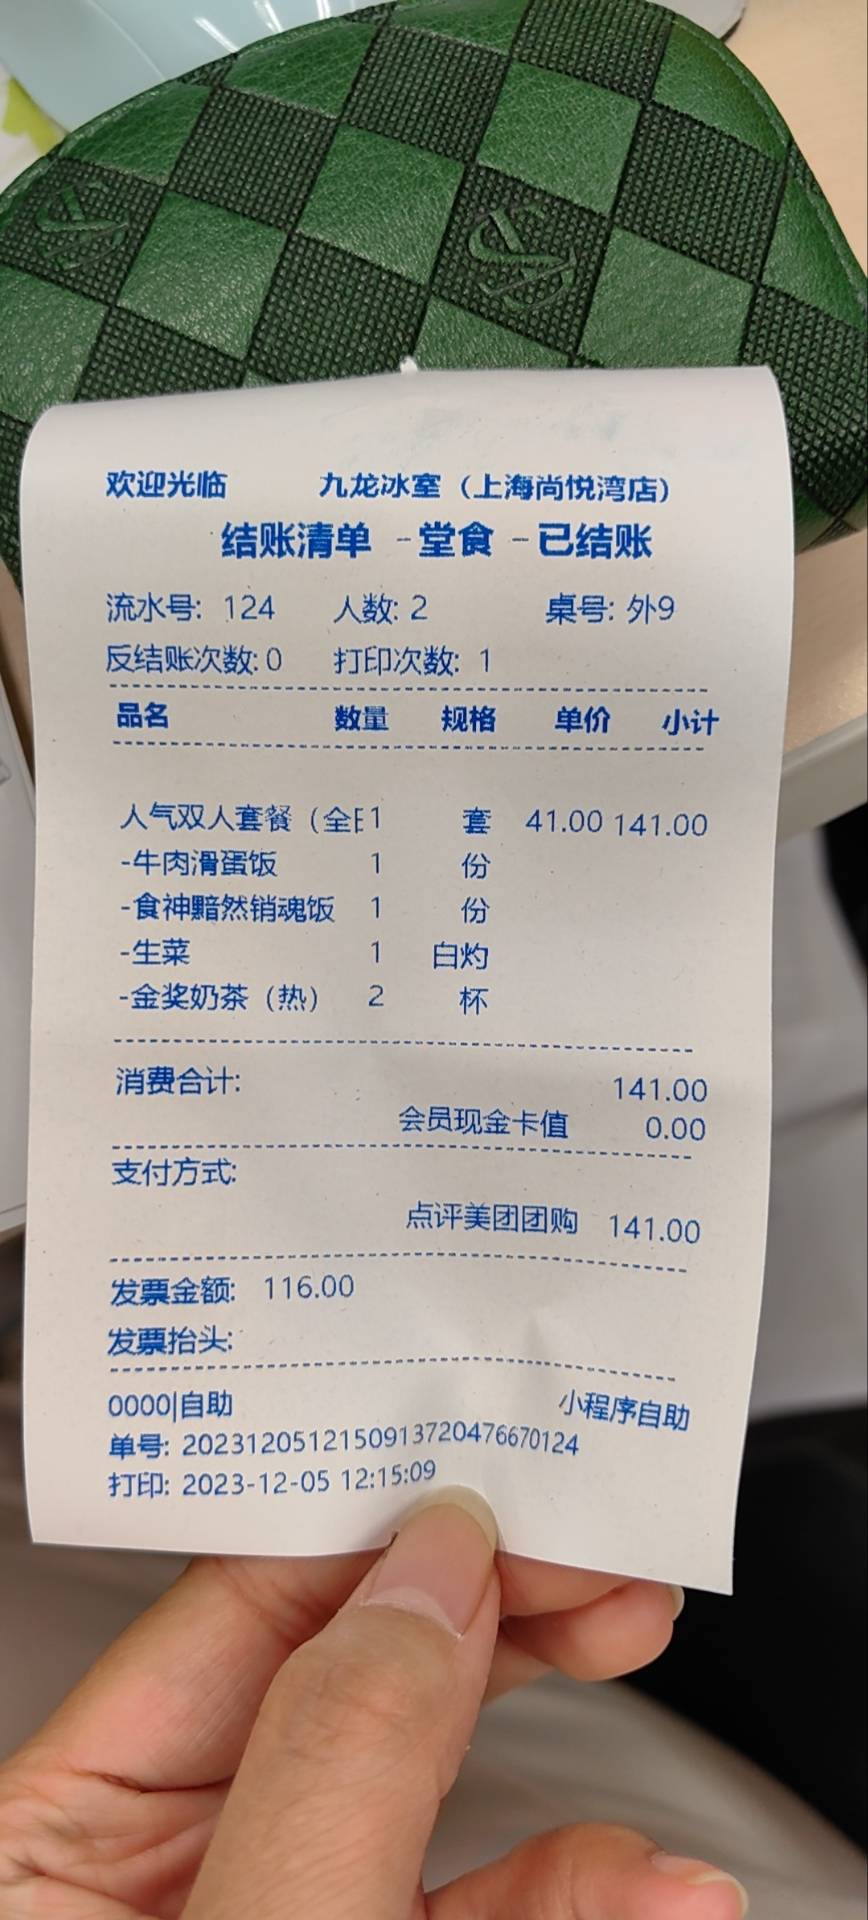 欢迎光临 九龙冰室（上海尚悦湾店）
结账清单 -堂食 -已结账
流水号: 124 人数: 2 桌号: 外9
反结账次数: 0 打印次数: 1
品名 数量 规格 单价 小计
人气双人套餐（全日 1 套 41.00 141.00
-牛肉滑蛋饭 1 份
-食神黯然销魂饭 1 份
-生菜 1 白灼
-金奖奶茶（热） 2 杯
消费合计: 141.00
会员现金卡值 0.00
支付方式:
点评美团团购 141.00
发票金额: 116.00
发票抬头:
0000|自助 小程序自助
单号: 2023120512150913720476670124
打印: 2023-12-05 12:15:09